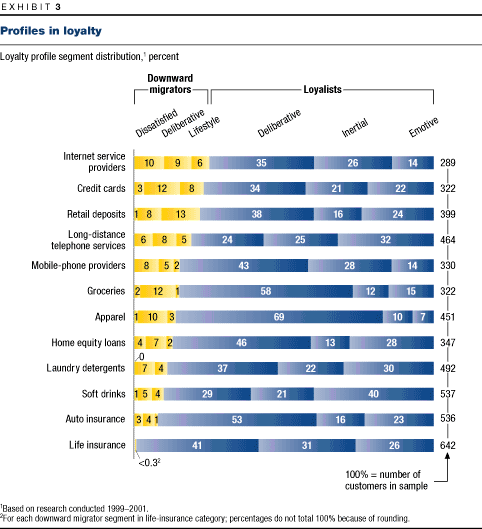 EXHIBIT 3
Profiles in loyalty
Loyalty profile segment distribution,¹ percent
Downward
migrators
Loyalists
Dissatisfied
Deliberative
Lifestyle
Deliberative
Inertial
Emotive
Internet service
providers
10 9 6 35 26 14 289
Credit cards 3 12 8 34 21 22 322
Retail deposits 1 8 13 38 16 24 399
Long-distance
telephone services
6 8 5 24 25 32 464
Mobile-phone providers 8 5 2 43 28 14 330
Groceries 2 12 1 58 12 15 322
Apparel 1 10 3 69 10 7 451
Home equity loans 4 7 2 46 13 28 347
0
Laundry detergents 7 4 37 22 30 492
Soft drinks 1 5 4 29 21 40 537
Auto insurance 3 4 1 53 16 23 536
Life insurance 41 31 26 642
<0.3²
100% = number of
customers in sample
¹Based on research conducted 1999–2001.
²For each downward migrator segment in life-insurance category; percentages do not total 100% because of rounding.